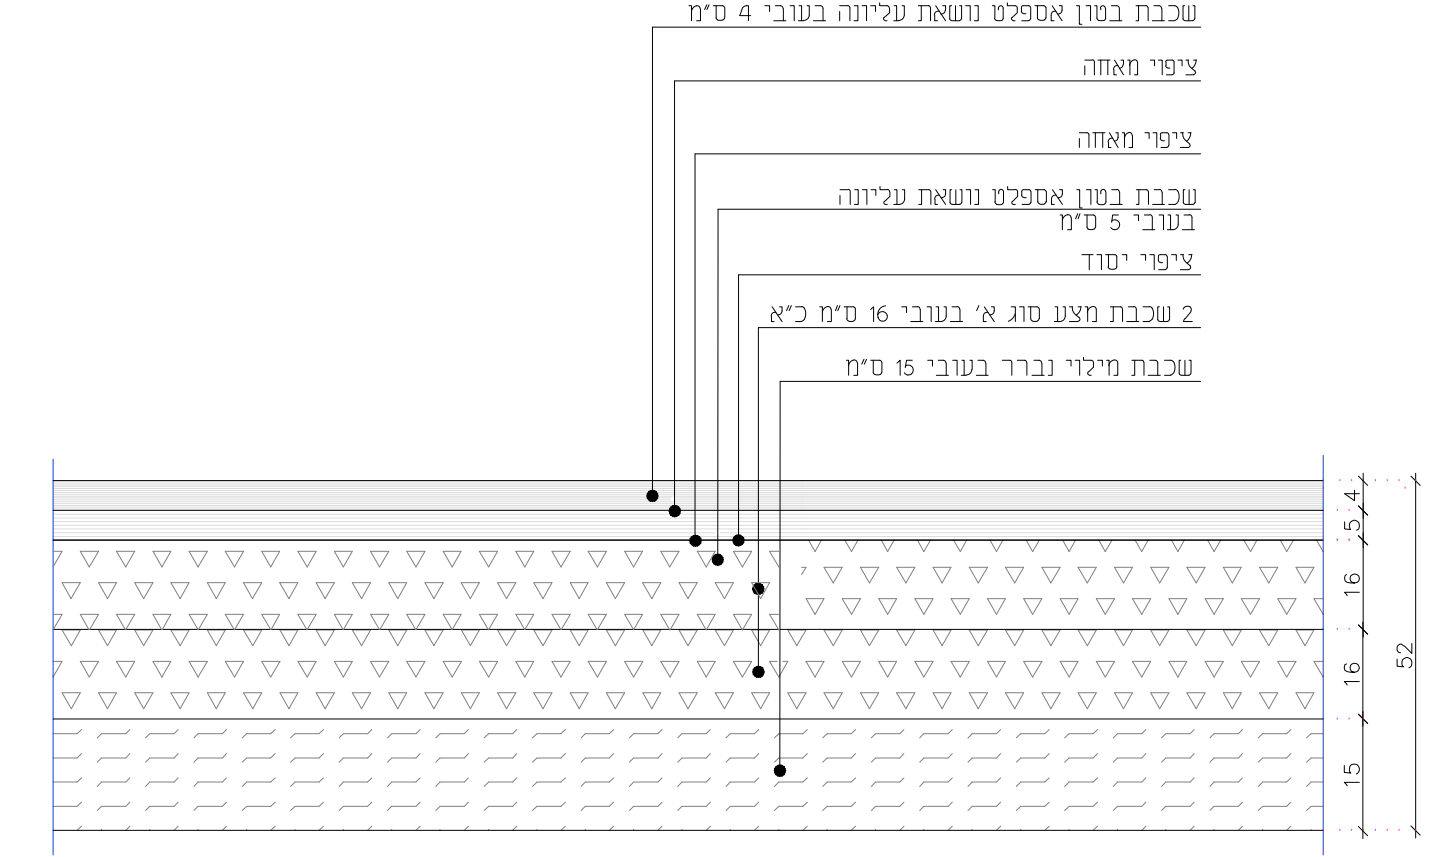 שכבת בטון אספלט נושאת עליונה בעובי 4 ס"מ
ציפוי מאחה
ציפוי מאחה
שכבת בטון אספלט נושאת עליונה
בעובי 5 ס"מ
ציפוי יסוד
2 שכבת מצע סוג א' בעובי 16 ס"מ כ"א
שכבת מילוי נברר בעובי 15 ס"מ
4
5
16
16
15
52